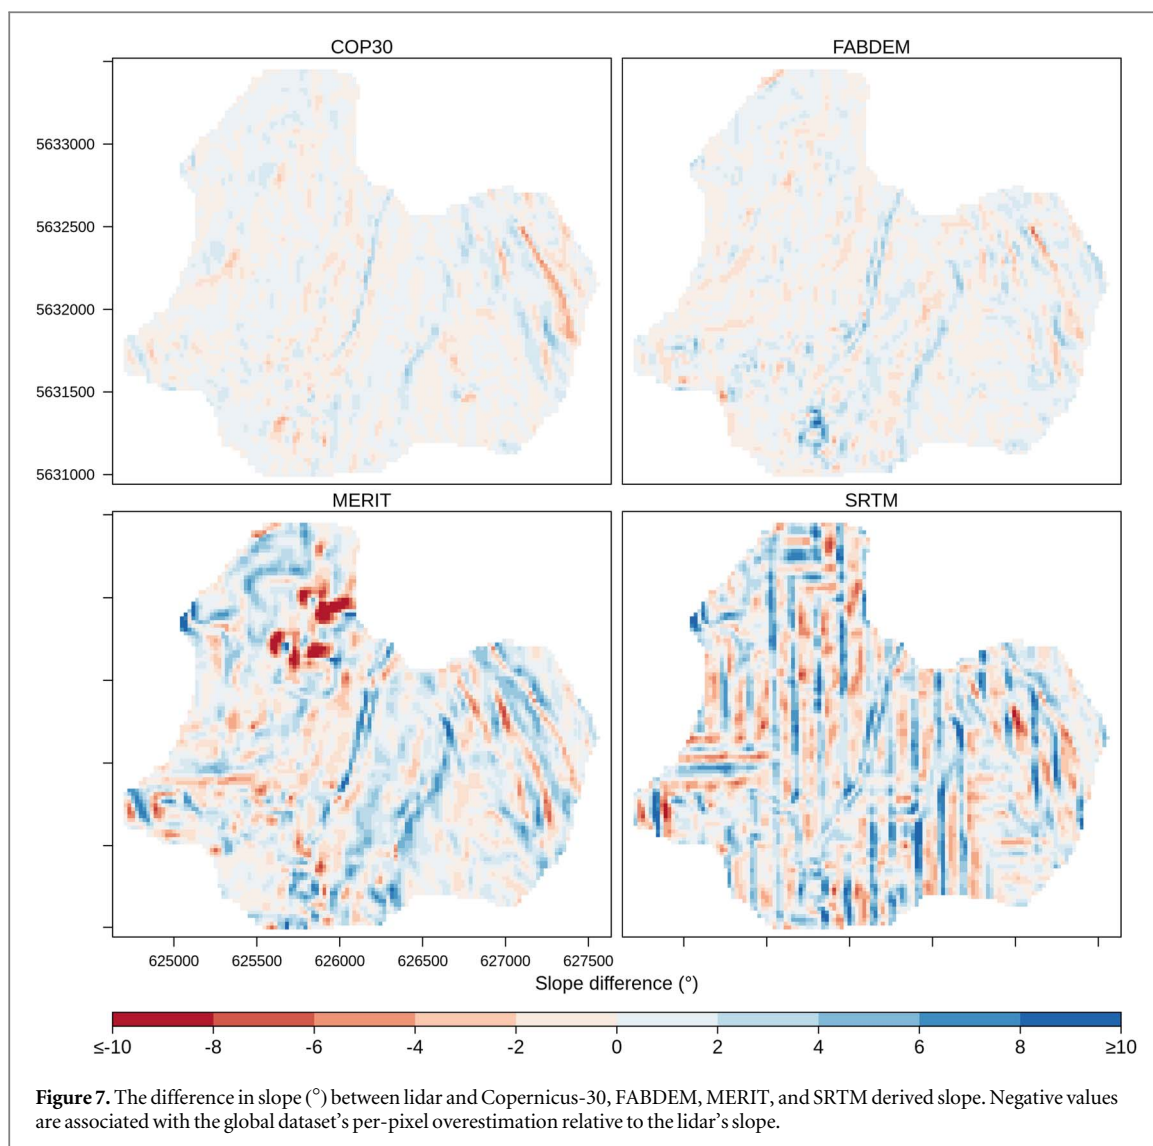 COP30
FABDEM
5633000
5632500
5632000
5631500
5631000
MERIT
SRTM
625000 625500 626000 626500 627000 627500
Slope difference (°)
≤-10 -8 -6 -4 -2 0 2 4 6 8 ≥10
Figure 7. The difference in slope (°) between lidar and Copernicus-30, FABDEM, MERIT, and SRTM derived slope. Negative values
are associated with the global dataset's per-pixel overestimation relative to the lidar's slope.